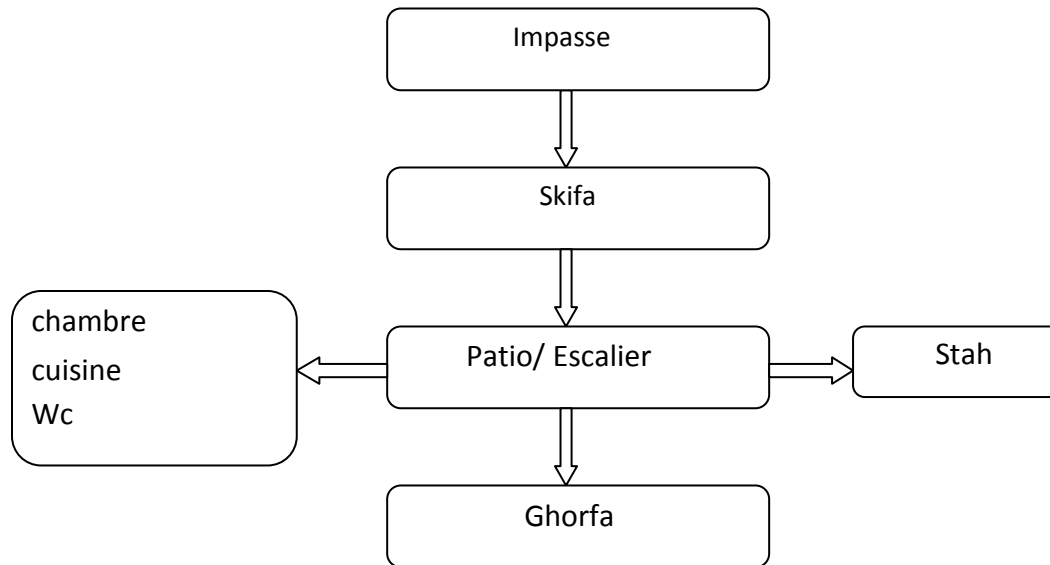 Impasse
Skifa
chambre
cuisine
Wc
Patio/ Escalier
Stah
Ghorfa